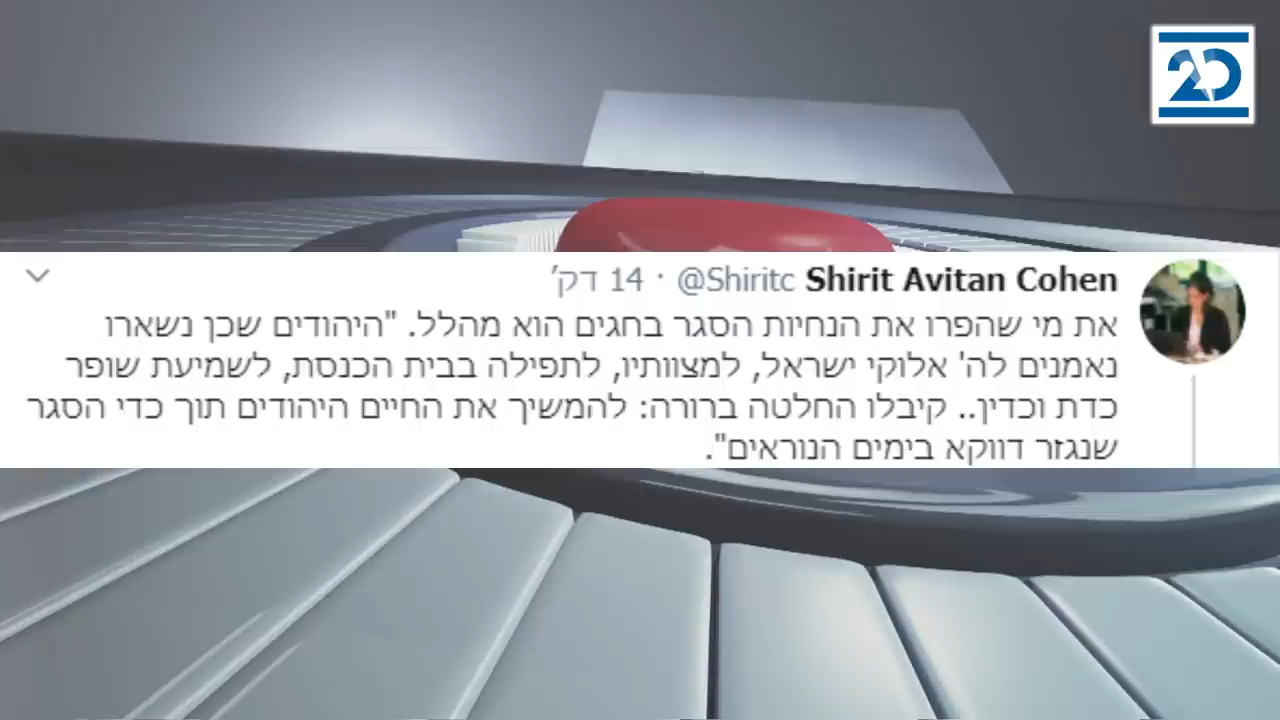 20
Shirit Avitan Cohen @Shiritc · 14 דק'
את מי שהפרו את הנחיות הסגר בחגים הוא מהלל. "היהודים שכן נשארו
נאמנים לה' אלוקי ישראל, למצוותיו, לתפילה בבית הכנסת, לשמיעת שופר
כדת וכדין.. קיבלו החלטה ברורה: להמשיך את החיים היהודים תוך כדי הסגר
שנגזר דווקא בימים הנוראים".